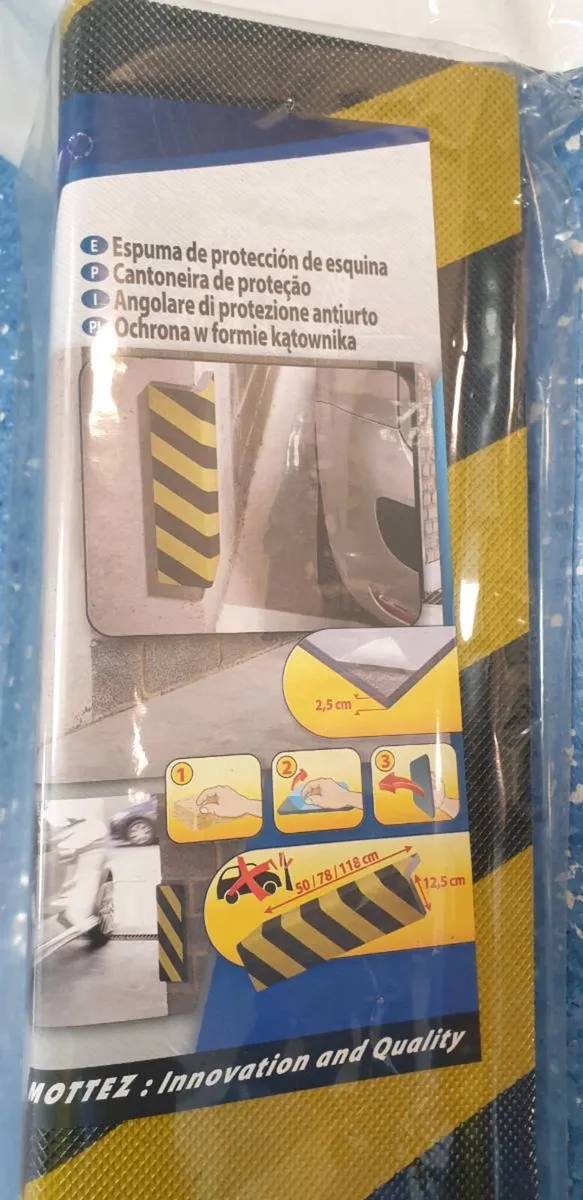 E Espuma de protección de esquina
P Cantoneira de proteção
I Angolare di protezione antiurto
PL Ochrona w formie kątownika
2,5 cm
1
2
3
50 / 78 / 118 cm
12,5 cm
MOTTEZ : Innovation and Quality